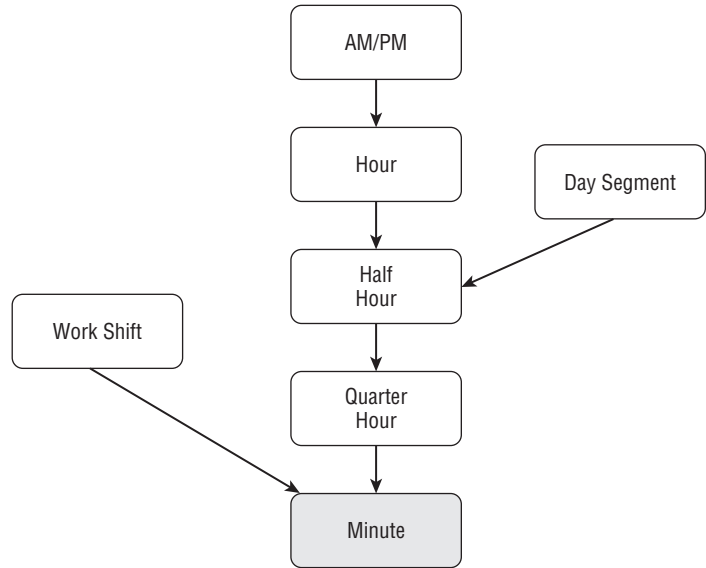 AM/PM
Hour
Day Segment
Half
Hour
Work Shift
Quarter
Hour
Minute